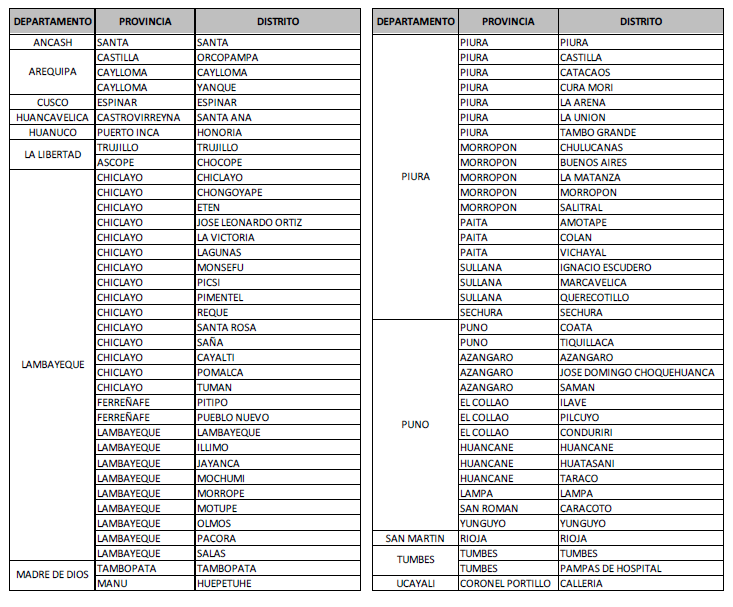 DEPARTAMENTO PROVINCIA DISTRITO
ANCASH SANTA SANTA
AREQUIPA CASTILLA ORCOPAMPA
CAYLLOMA CAYLLOMA
CAYLLOMA YANQUE
CUSCO ESPINAR ESPINAR
HUANCAVELICA CASTROVIRREYNA SANTA ANA
HUANUCO PUERTO INCA HONORIA
LA LIBERTAD TRUJILLO TRUJILLO
ASCOPE CHOCOPE
LAMBAYEQUE CHICLAYO CHICLAYO
CHICLAYO CHONGOYAPE
CHICLAYO ETEN
CHICLAYO JOSE LEONARDO ORTIZ
CHICLAYO LA VICTORIA
CHICLAYO LAGUNAS
CHICLAYO MONSEFU
CHICLAYO PICSI
CHICLAYO PIMENTEL
CHICLAYO REQUE
CHICLAYO SANTA ROSA
CHICLAYO SAÑA
CHICLAYO CAYALTI
CHICLAYO POMALCA
CHICLAYO TUMAN
FERREÑAFE PITIPO
FERREÑAFE PUEBLO NUEVO
LAMBAYEQUE LAMBAYEQUE
LAMBAYEQUE ILLIMO
LAMBAYEQUE JAYANCA
LAMBAYEQUE MOCHUMI
LAMBAYEQUE MORROPE
LAMBAYEQUE MOTUPE
LAMBAYEQUE OLMOS
LAMBAYEQUE PACORA
LAMBAYEQUE SALAS
MADRE DE DIOS TAMBOPATA TAMBOPATA
MANU HUEPETUHE
DEPARTAMENTO PROVINCIA DISTRITO
PIURA PIURA PIURA
PIURA CASTILLA
PIURA CATACAOS
PIURA CURA MORI
PIURA LA ARENA
PIURA LA UNION
PIURA TAMBO GRANDE
MORROPON CHULUCANAS
MORROPON BUENOS AIRES
MORROPON LA MATANZA
MORROPON MORROPON
MORROPON SALITRAL
PAITA AMOTAPE
PAITA COLAN
PAITA VICHAYAL
SULLANA IGNACIO ESCUDERO
SULLANA MARCAVELICA
SULLANA QUERECOTILLO
SECHURA SECHURA
PUNO PUNO COATA
PUNO TIQUILLACA
AZANGARO AZANGARO
AZANGARO JOSE DOMINGO CHOQUEHUANCA
AZANGARO SAMAN
EL COLLAO ILAVE
EL COLLAO PILCUYO
EL COLLAO CONDURIRI
HUANCANE HUANCANE
HUANCANE HUATASANI
HUANCANE TARACO
LAMPA LAMPA
SAN ROMAN CARACOTO
YUNGUYO YUNGUYO
SAN MARTIN RIOJA RIOJA
TUMBES TUMBES TUMBES
TUMBES PAMPAS DE HOSPITAL
UCAYALI CORONEL PORTILLO CALLERIA